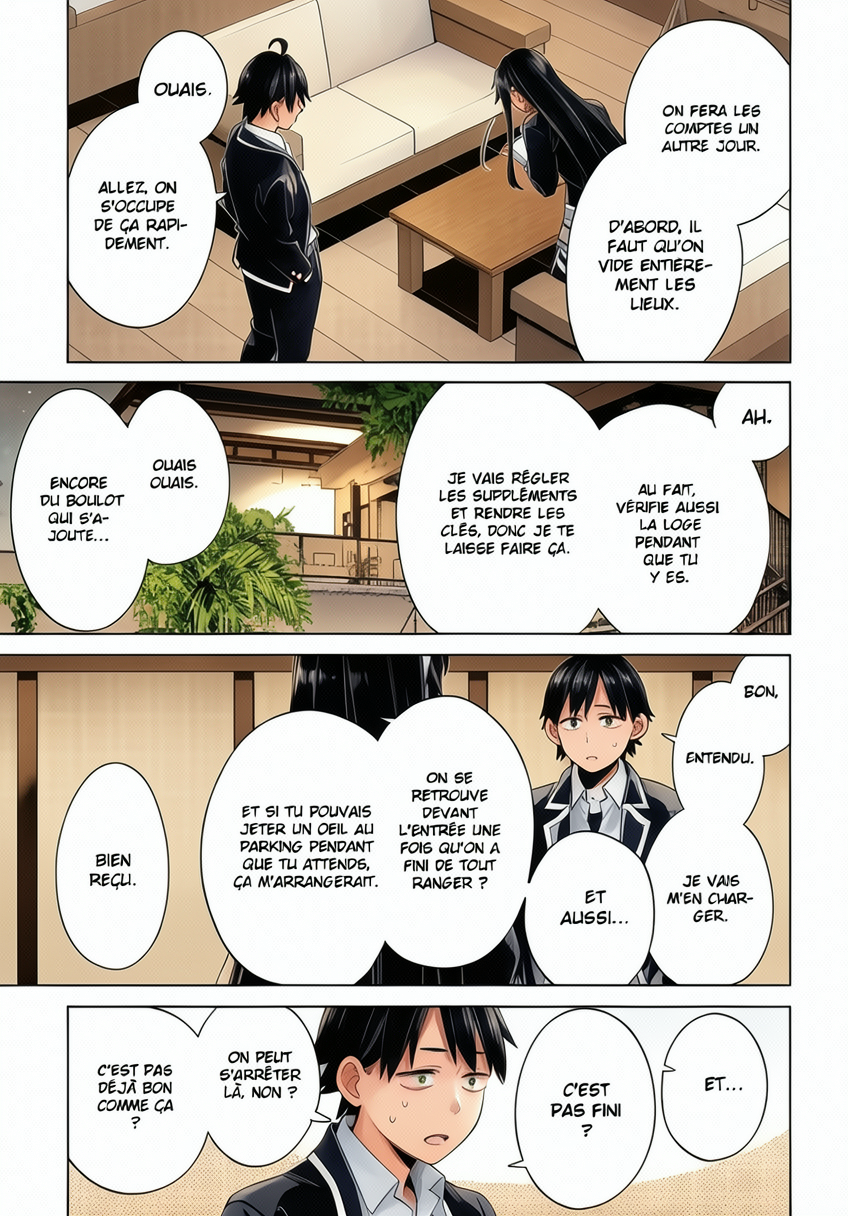 ON FERA LES
COMPTES UN
AUTRE JOUR.
D'ABORD, IL
FAUT QU'ON
VIDE ENTIÈRE-
MENT LES
LIEUX.
OUAIS.
ALLEZ, ON
S'OCCUPE
DE ÇA RAPI-
DEMENT.
AH.
AU FAIT,
VÉRIFIE AUSSI
LA LOGE
PENDANT
QUE TU
Y ES.
JE VAIS RÉGLER
LES SUPPLÉMENTS
ET RENDRE LES
CLÉS, DONC JE TE
LAISSE FAIRE ÇA.
OUAIS
OUAIS.
ENCORE
DU BOULOT
QUI S'A-
JOUTE...
BON,
ENTENDU.
JE VAIS
M'EN CHAR-
GER.
ET
AUSSI...
ON SE
RETROUVE
DEVANT
L'ENTRÉE UNE
FOIS QU'ON A
FINI DE TOUT
RANGER ?
ET SI TU POUVAIS
JETER UN OEIL AU
PARKING PENDANT
QUE TU ATTENDS,
ÇA M'ARRANGERAIT.
BIEN
REÇU.
ET...
C'EST
PAS FINI
?
ON PEUT
S'ARRÊTER
LÀ, NON ?
C'EST PAS
DÉJÀ BON
COMME ÇA
?